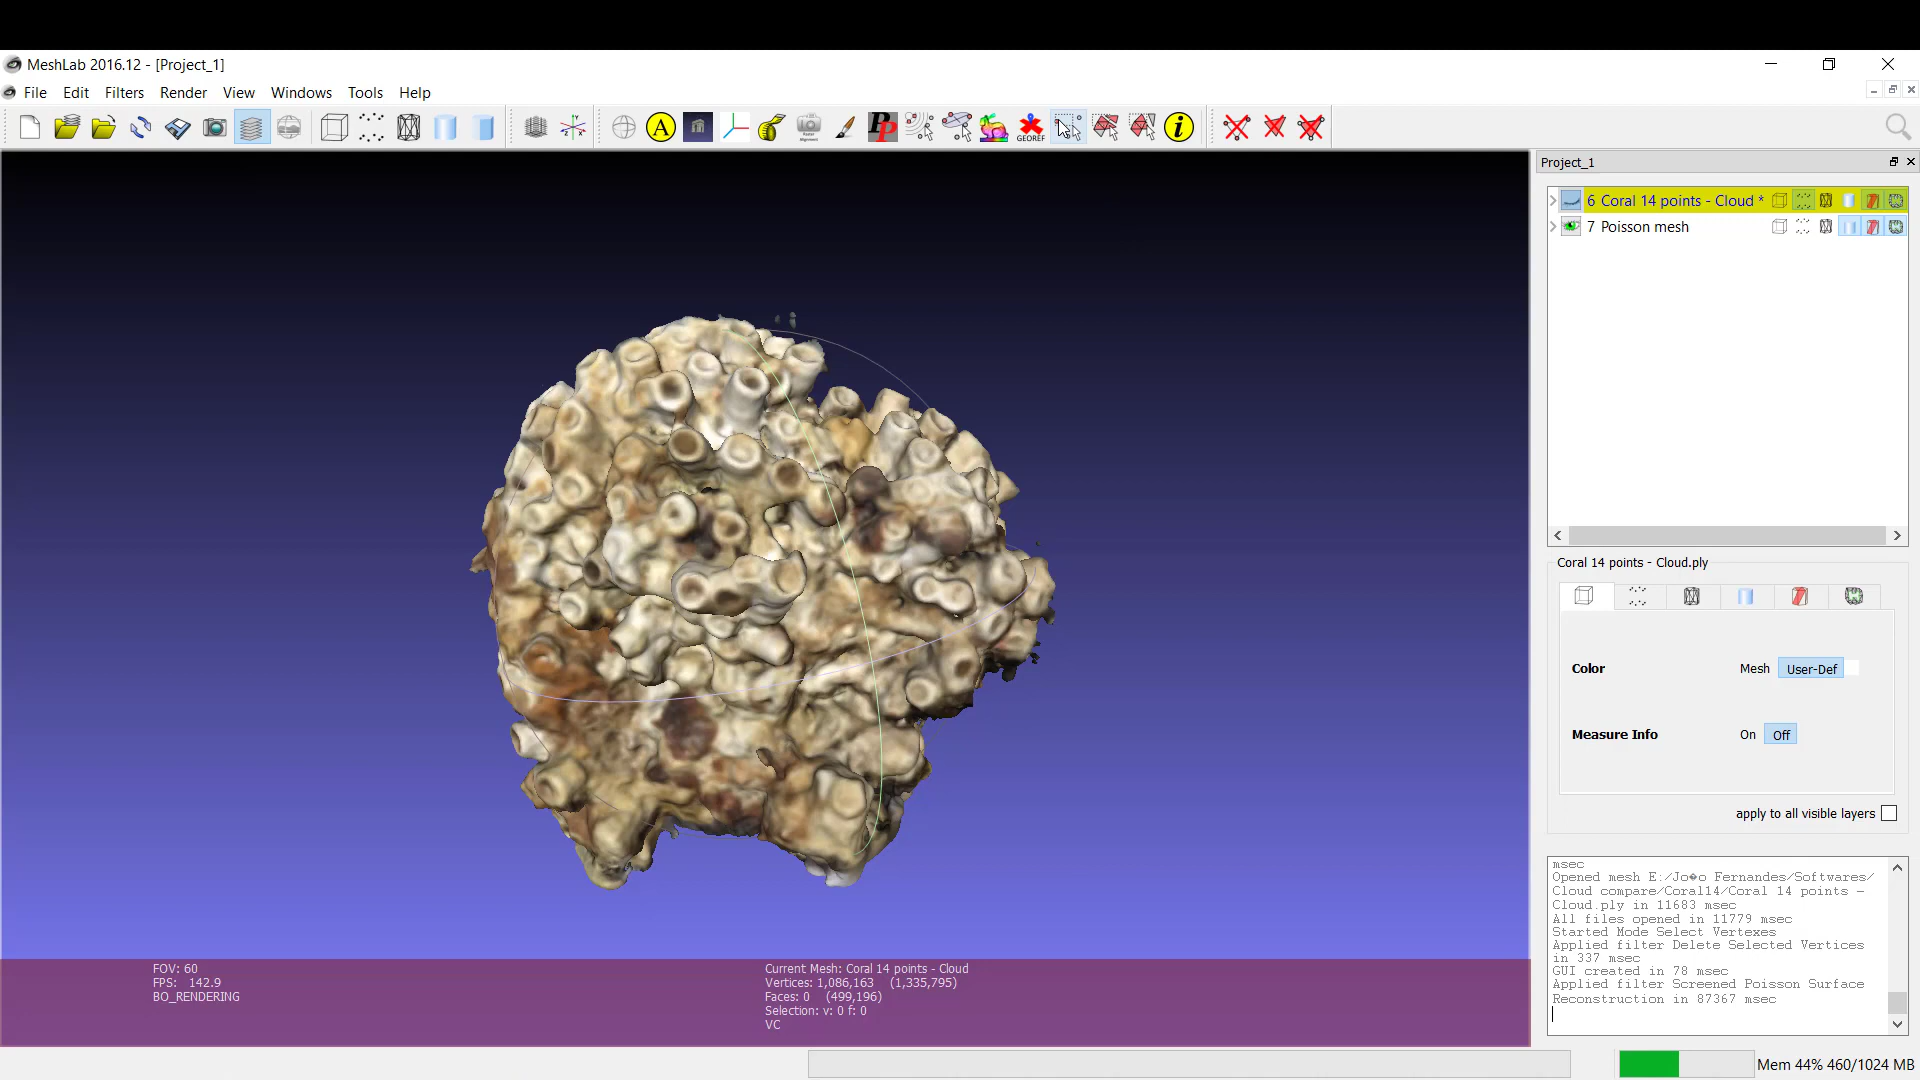 MeshLab 2016.12 - [Project_1]
File Edit Filters Render View Windows Tools Help
A
PP
GEOREF
i
Project_1
6 Coral 14 points - Cloud *
7 Poisson mesh
Coral 14 points - Cloud.ply
Color Mesh User-Def
Measure Info On Off
apply to all visible layers
msec
Opened mesh E:/Jo�o Fernandes/Softwares/
Cloud compare/Coral14/Coral 14 points -
Cloud.ply in 11683 msec
All files opened in 11779 msec
Started Mode Select Vertexes
Applied filter Delete Selected Vertices
in 337 msec
GUI created in 78 msec
Applied filter Screened Poisson Surface
Reconstruction in 87367 msec
FOV: 60
FPS: 142.9
BO_RENDERING
Current Mesh: Coral 14 points - Cloud
Vertices: 1,086,163 (1,335,795)
Faces: 0 (499,196)
Selection: v: 0 f: 0
VC
Mem 44% 460/1024 MB